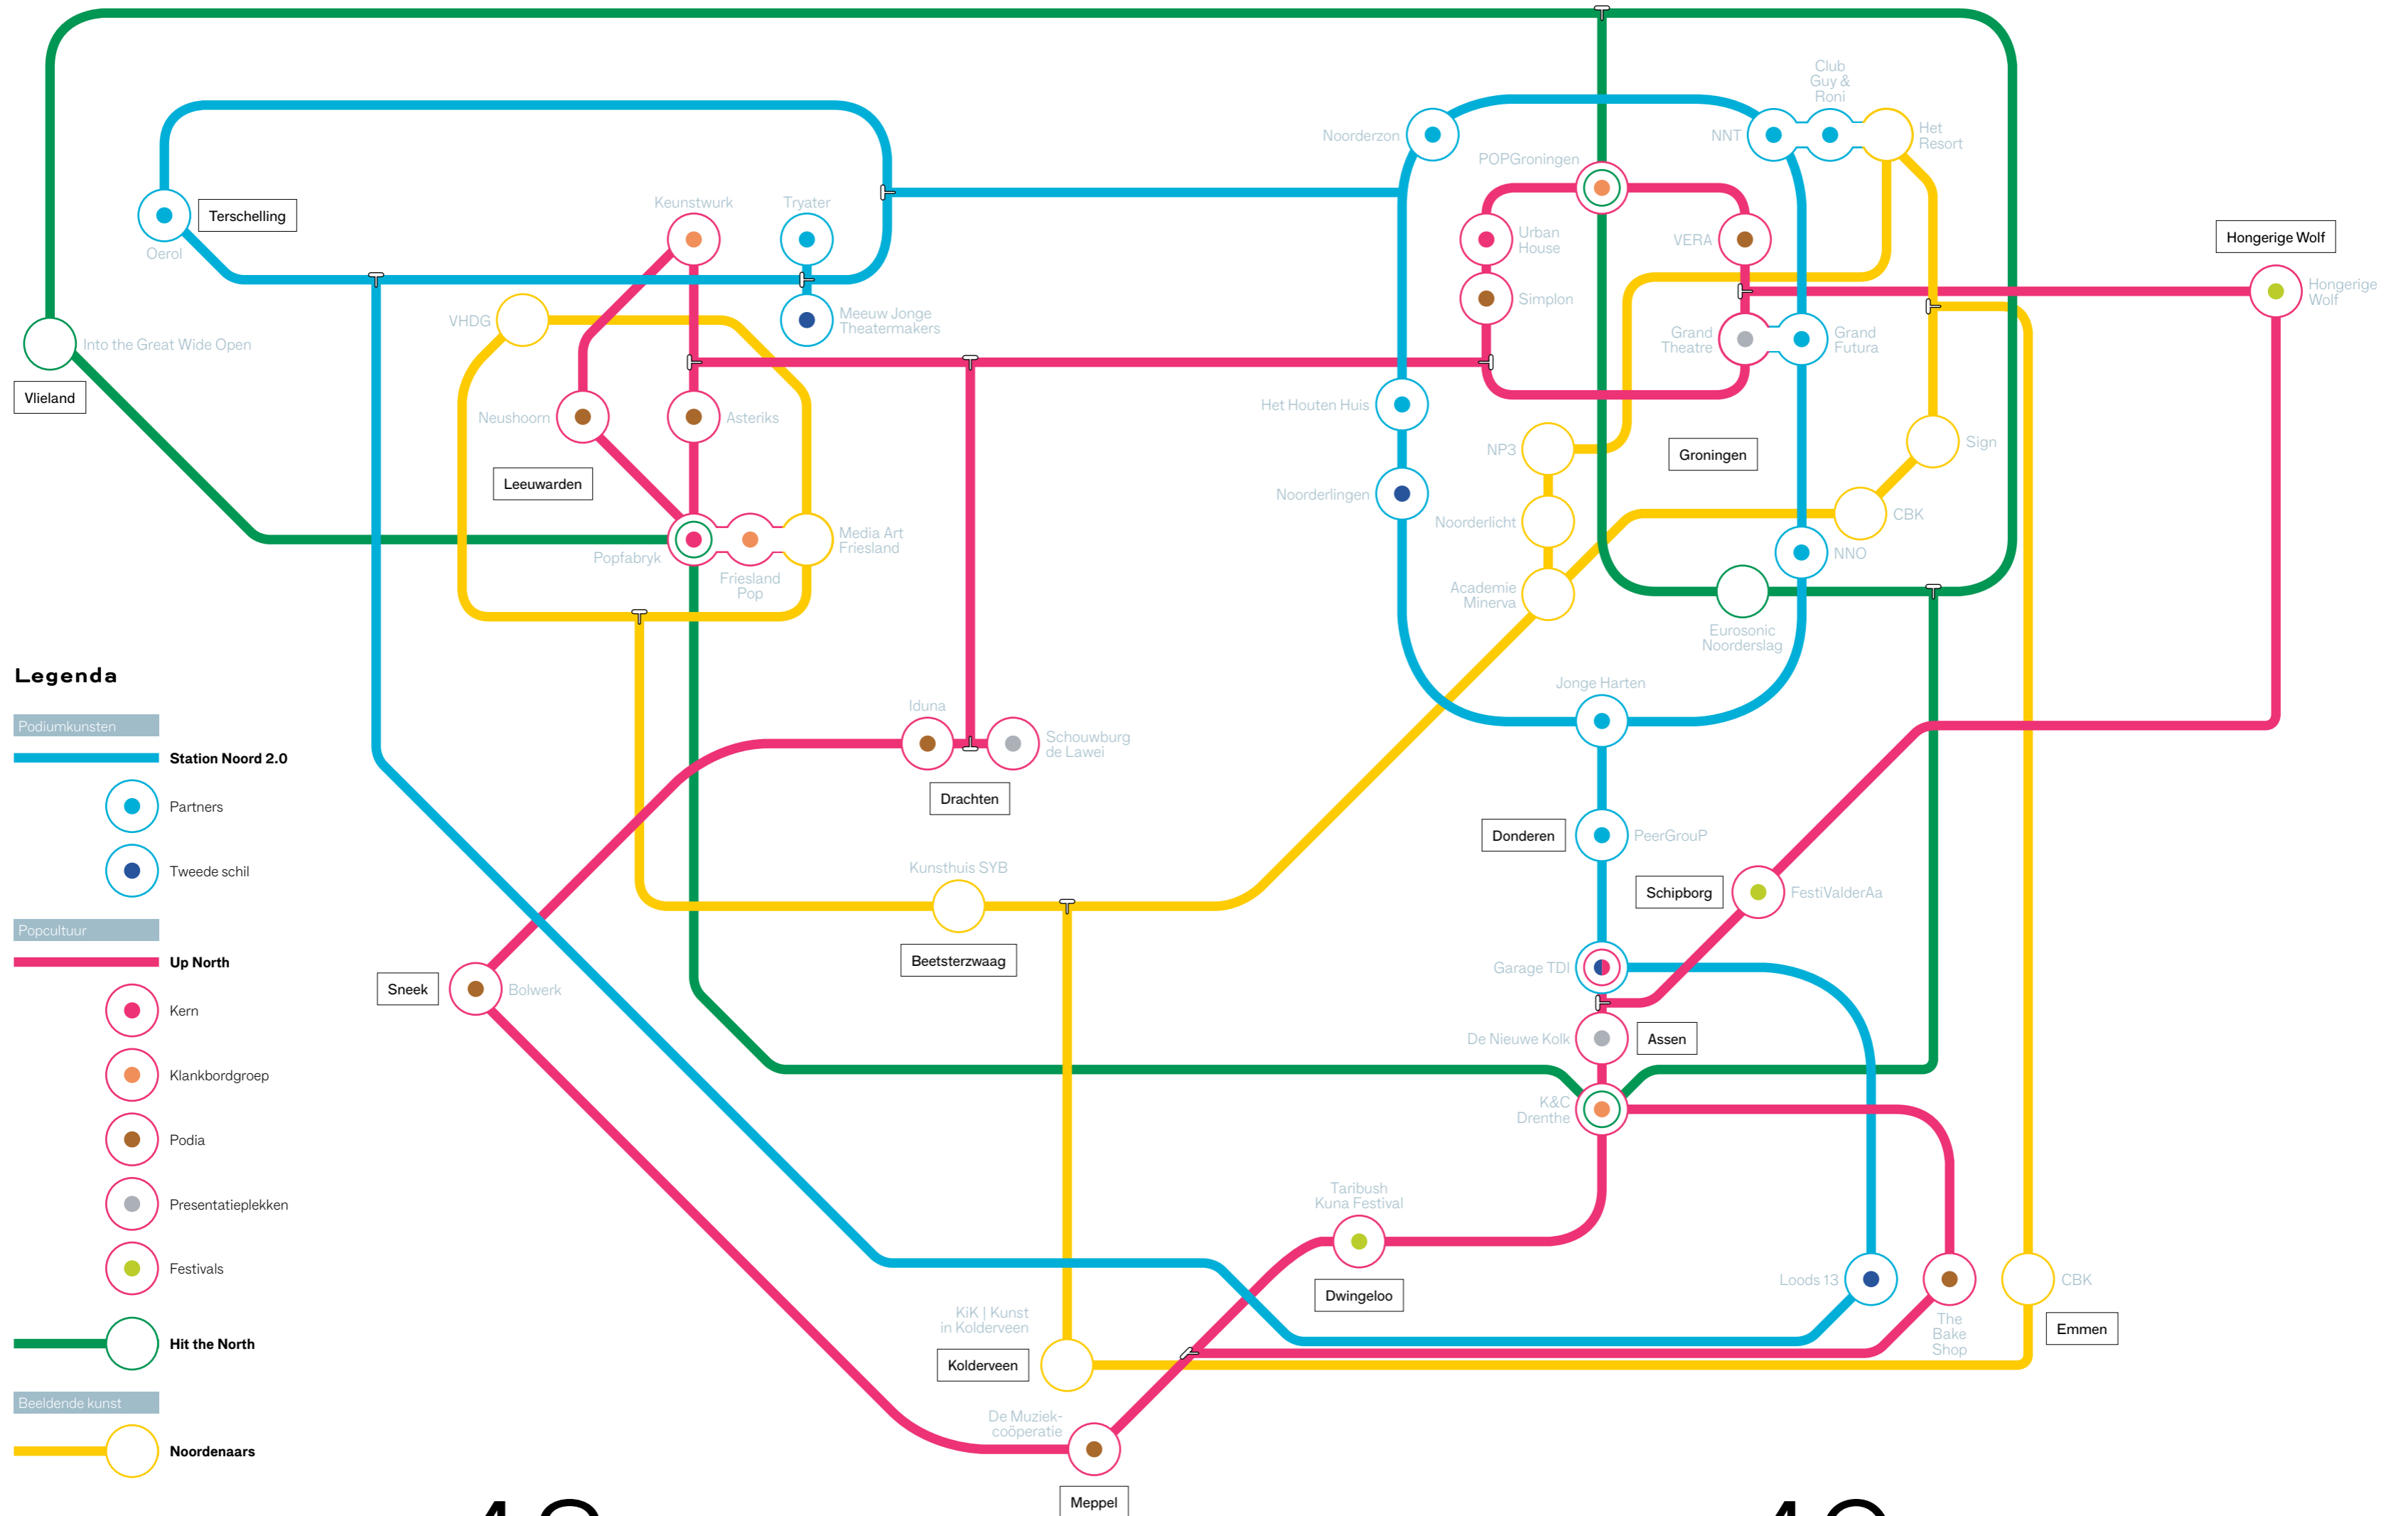 Club
Guy &
Roni
Noorderzon
NNT
Het
Resort
POPGroningen
Terschelling
Oerol
Keunstwurk
Tryater
Urban
House
VERA
Hongerige Wolf
Hongerige
Wolf
Simplon
VHDG
Meeuw Jonge
Theatermakers
Grand
Theatre
Grand
Futura
Into the Great Wide Open
Vlieland
Neushoorn
Asteriks
Het Houten Huis
NP3
Groningen
Sign
Leeuwarden
Noorderlingen
Noorderlicht
CBK
Media Art
Friesland
Popfabryk
Friesland
Pop
NNO
Academie
Minerva
Eurosonic
Noorderslag
Jonge Harten
Iduna
Schouwburg
de Lawei
Drachten
Donderen
PeerGrouP
Kunsthuis SYB
Beetsterzwaag
Schipborg
FestiValderAa
Garage TDI
Sneek
Bolwerk
De Nieuwe Kolk
Assen
K&C
Drenthe
Taribush
Kuna Festival
Dwingeloo
Loods 13
CBK
The
Bake
Shop
Emmen
KiK | Kunst
in Kolderveen
Kolderveen
De Muziek-
coöperatie
Meppel
Legenda
Podiumkunsten
Station Noord 2.0
Partners
Tweede schil
Popcultuur
Up North
Kern
Klankbordgroep
Podia
Presentatieplekken
Festivals
Hit the North
Beeldende kunst
Noordenaars